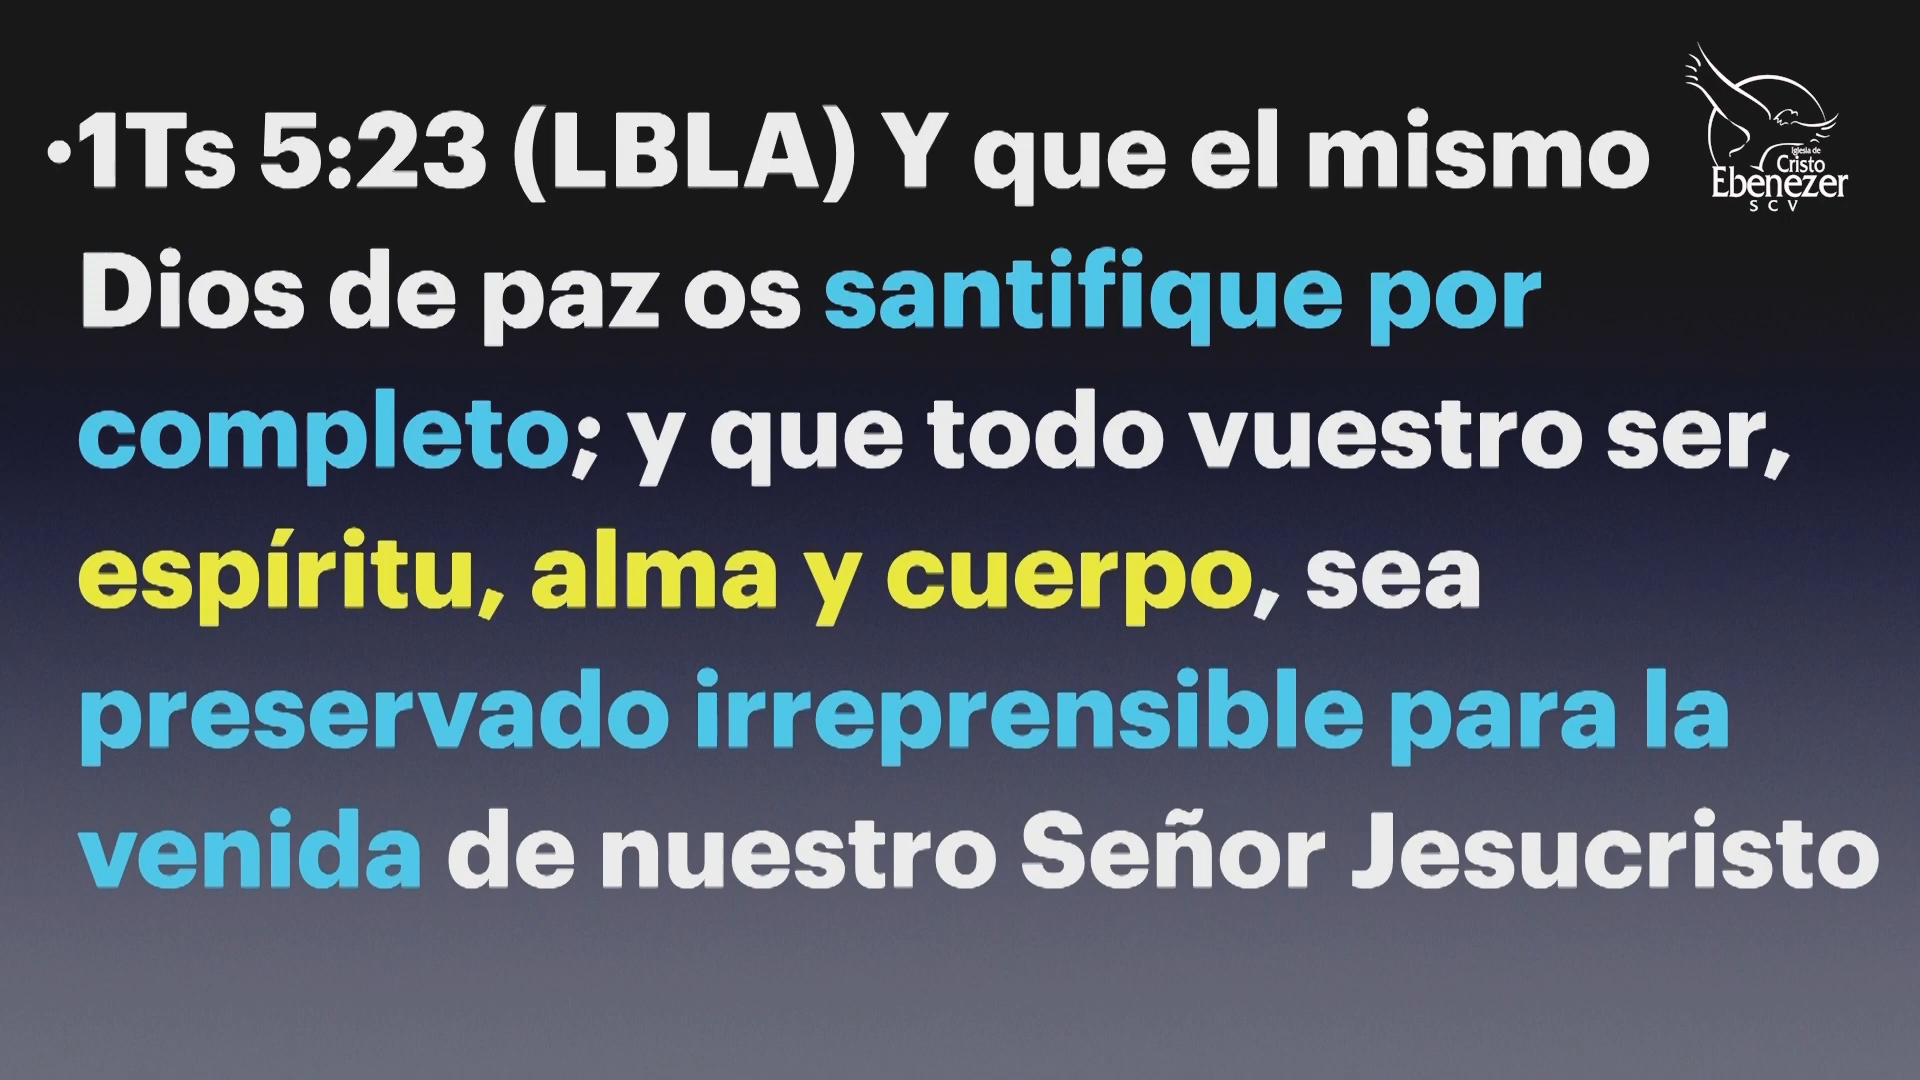 •1Ts 5:23 (LBLA) Y que el mismo
Dios de paz os santifique por
completo; y que todo vuestro ser,
espíritu, alma y cuerpo, sea
preservado irreprensible para la
venida de nuestro Señor Jesucristo
Iglesia de
Cristo
Ebenezer
SCV